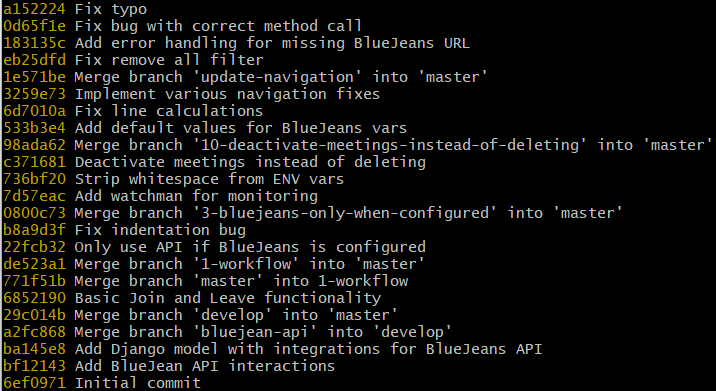 a152224 Fix typo
0d65f1e Fix bug with correct method call
183135c Add error handling for missing BlueJeans URL
eb25dfd Fix remove all filter
1e571be Merge branch 'update-navigation' into 'master'
3259e73 Implement various navigation fixes
6d7010a Fix line calculations
533b3e4 Add default values for BlueJeans vars
98ada62 Merge branch '10-deactivate-meetings-instead-of-deleting' into 'master'
c371681 Deactivate meetings instead of deleting
736bf20 Strip whitespace from ENV vars
7d57eac Add watchman for monitoring
0800c73 Merge branch '3-bluejeans-only-when-configured' into 'master'
b8a9d3f Fix indentation bug
22fcb32 Only use API if BlueJeans is configured
de523a1 Merge branch '1-workflow' into 'master'
771f51b Merge branch 'master' into 1-workflow
6852190 Basic Join and Leave functionality
29c014b Merge branch 'develop' into 'master'
a2fc868 Merge branch 'bluejean-api' into 'develop'
ba145e8 Add Django model with integrations for BlueJeans API
bf12143 Add BlueJean API interactions
6ef0971 Initial commit